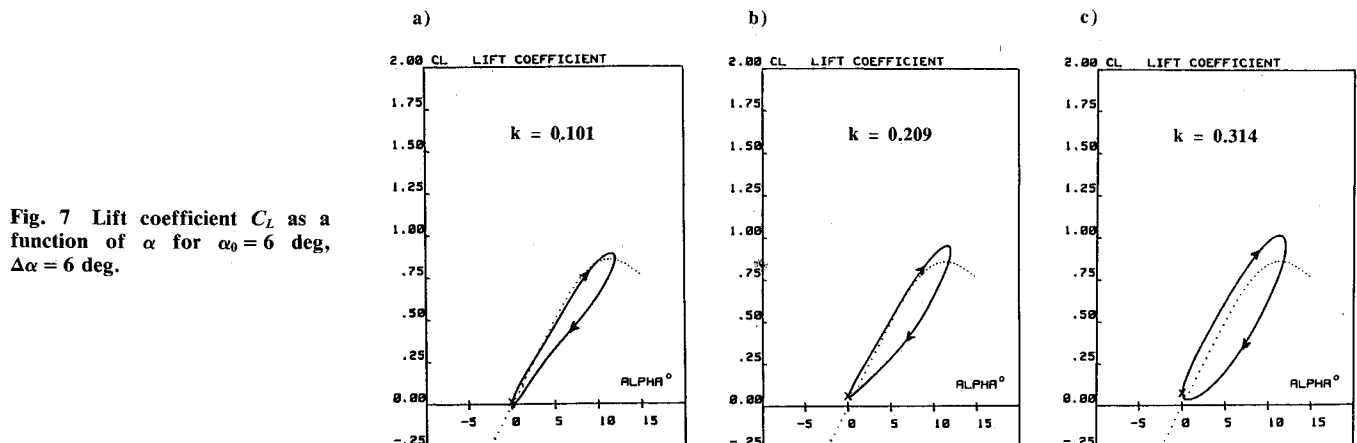 a)
b)
c)
Fig. 7 Lift coefficient C_L as a
function of α for α₀ = 6 deg,
Δα = 6 deg.
2.00 CL LIFT COEFFICIENT
1.75
1.50
1.25
1.00
.75
.50
.25
0.00
-.25
k = 0.101
ALPHA°
-5 0 5 10 15
2.00 CL LIFT COEFFICIENT
1.75
1.50
1.25
1.00
.75
.50
.25
0.00
-.25
k = 0.209
ALPHA°
-5 0 5 10 15
2.00 CL LIFT COEFFICIENT
1.75
1.50
1.25
1.00
.75
.50
.25
0.00
-.25
k = 0.314
ALPHA°
-5 0 5 10 15